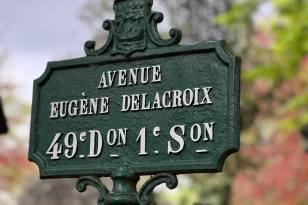 AVENUE
EUGÈNE DELACROIX
49ᵉ Dᴼᴺ 1ᵉ Sᴼᴺ